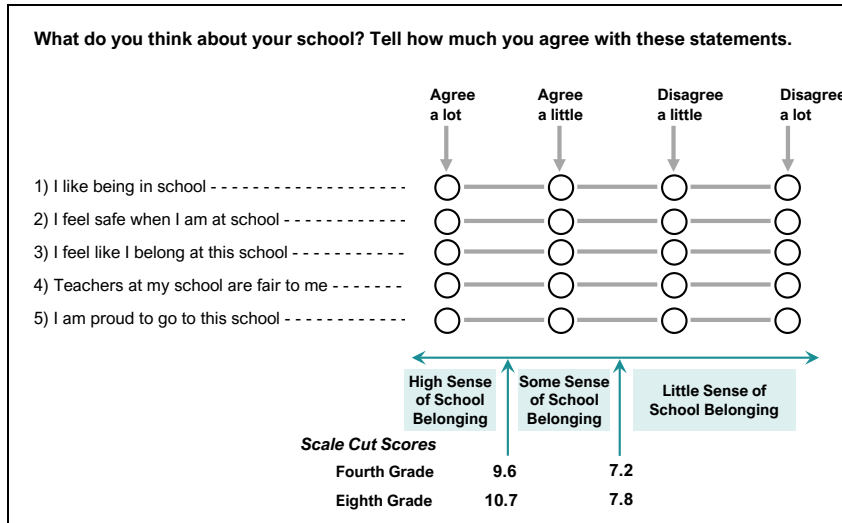 What do you think about your school? Tell how much you agree with these statements.
Agree a lot
Agree a little
Disagree a little
Disagree a lot
1) I like being in school - - - - - - - - - - - - - - - - - - - -
2) I feel safe when I am at school - - - - - - - - - - - -
3) I feel like I belong at this school - - - - - - - - - - - -
4) Teachers at my school are fair to me - - - - - - -
5) I am proud to go to this school - - - - - - - - - - - -
High Sense of School Belonging
Some Sense of School Belonging
Little Sense of School Belonging
Scale Cut Scores
Fourth Grade 9.6 7.2
Eighth Grade 10.7 7.8